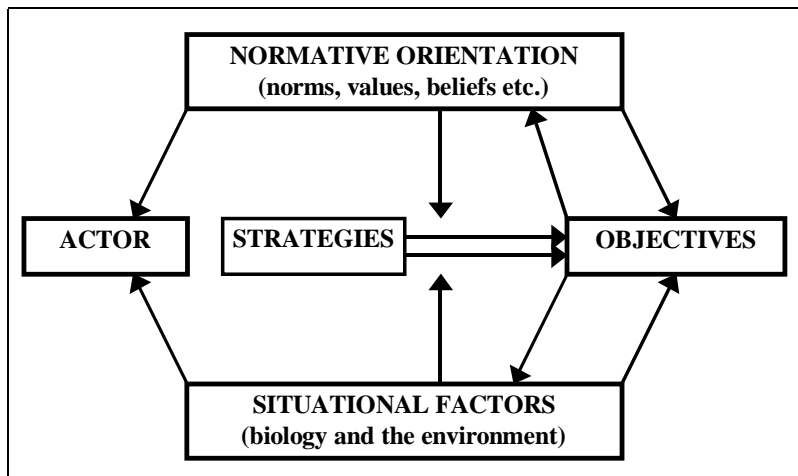 NORMATIVE ORIENTATION
(norms, values, beliefs etc.)
ACTOR
STRATEGIES
OBJECTIVES
SITUATIONAL FACTORS
(biology and the environment)